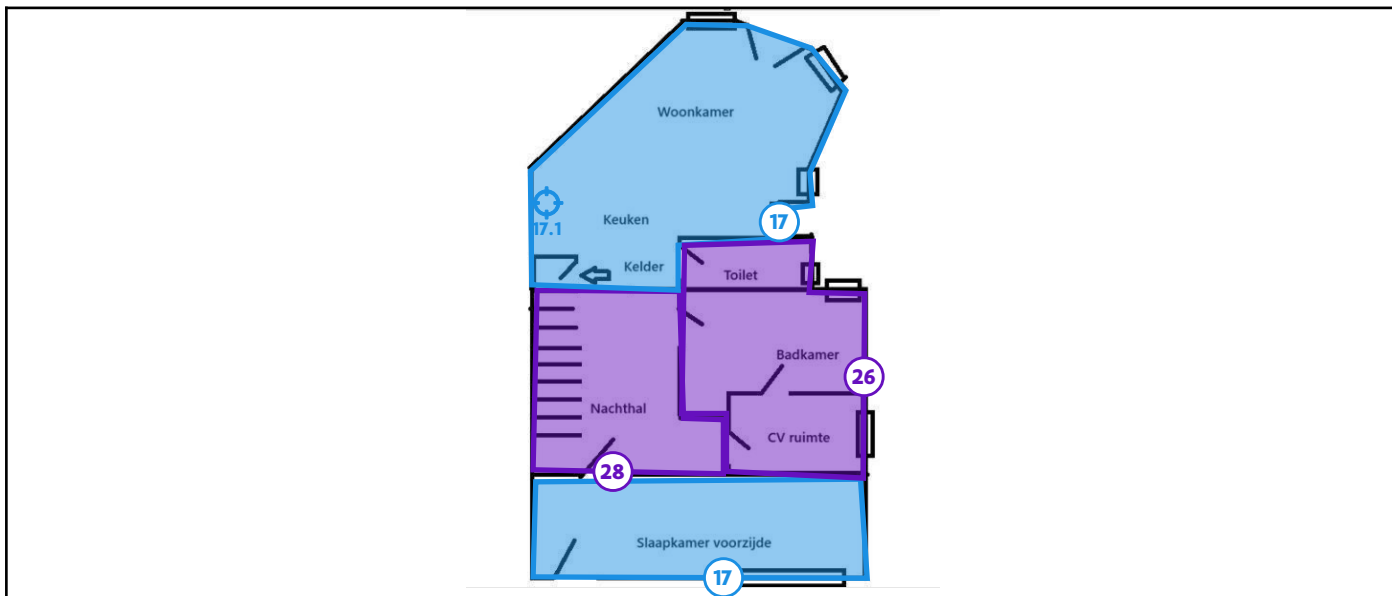 Woonkamer
17.1
Keuken
17
Kelder
Toilet
Badkamer
26
Nachthal
CV ruimte
28
Slaapkamer voorzijde
17